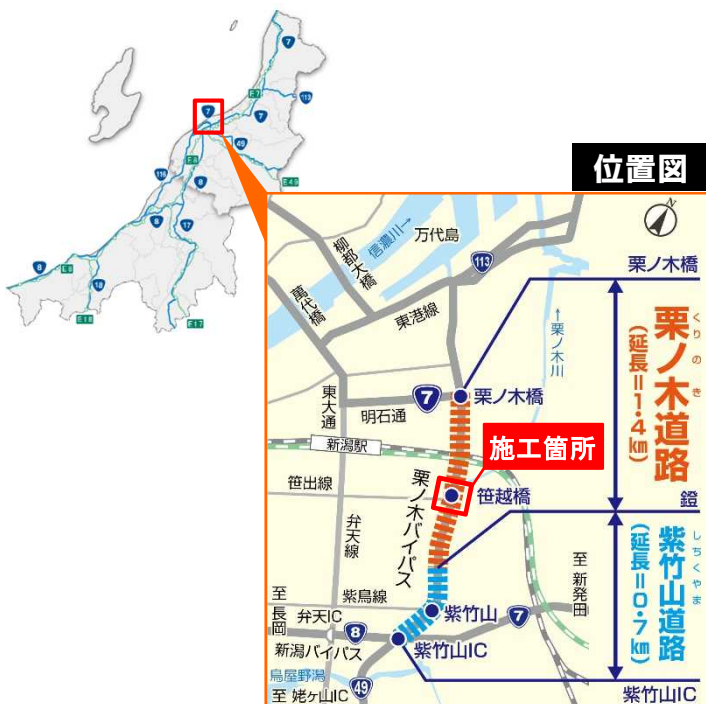 位置図
7
E7
113
7
49
E8
116
8
E49
8
17
8
E8
18
E18
E17
N
万代島
信濃川→
柳都大橋
萬代橋
113
栗ノ木橋
東港線
←栗ノ木川
くりのき
栗ノ木道路
(延長=1.4km)
東大通
7
栗ノ木橋
明石通
新潟駅
施工箇所
笹出線
笹越橋
栗ノ木バイパス
弁天線
鐙
しちくやま
紫竹山道路
(延長=0.7km)
至 新発田
至 長岡
紫鳥線
紫竹山
弁天IC
7
8
新潟バイパス
紫竹山IC
鳥屋野潟
49
至 姥ヶ山IC
紫竹山IC